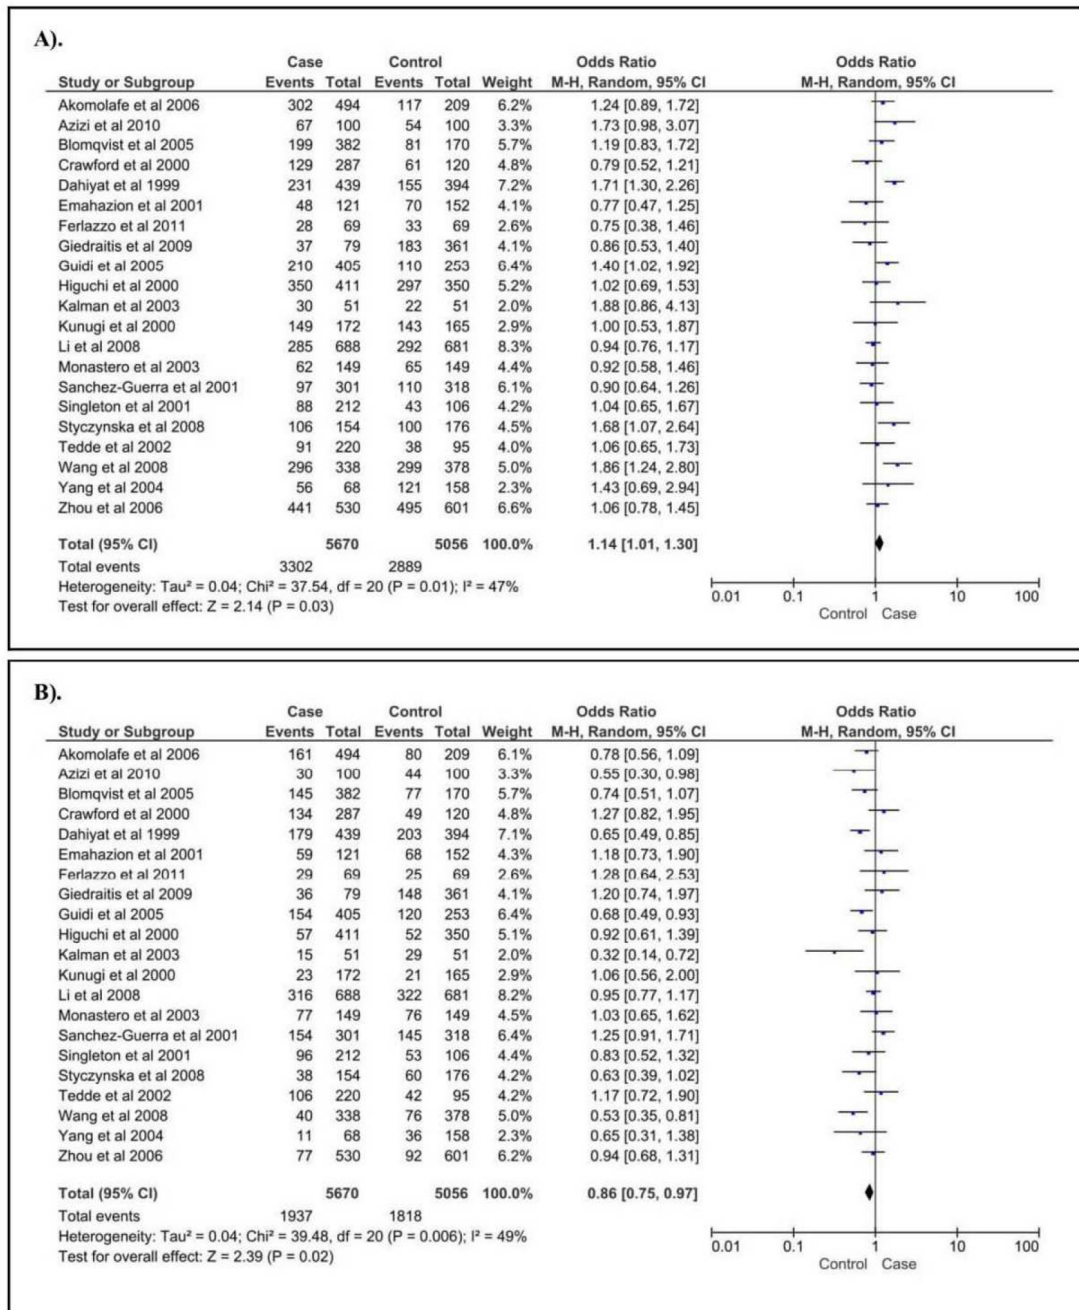 A).
Case Control Odds Ratio Odds Ratio
Study or Subgroup Events Total Events Total Weight M-H, Random, 95% CI M-H, Random, 95% CI
Akomolafe et al 2006 302 494 117 209 6.2% 1.24 [0.89, 1.72]
Azizi et al 2010 67 100 54 100 3.3% 1.73 [0.98, 3.07]
Blomqvist et al 2005 199 382 81 170 5.7% 1.19 [0.83, 1.72]
Crawford et al 2000 129 287 61 120 4.8% 0.79 [0.52, 1.21]
Dahiyat et al 1999 231 439 155 394 7.2% 1.71 [1.30, 2.26]
Emahazion et al 2001 48 121 70 152 4.1% 0.77 [0.47, 1.25]
Ferlazzo et al 2011 28 69 33 69 2.6% 0.75 [0.38, 1.46]
Giedraitis et al 2009 37 79 183 361 4.1% 0.86 [0.53, 1.40]
Guidi et al 2005 210 405 110 253 6.4% 1.40 [1.02, 1.92]
Higuchi et al 2000 350 411 297 350 5.1% 1.02 [0.69, 1.53]
Kalman et al 2003 30 51 22 51 2.0% 1.88 [0.86, 4.13]
Kunugi et al 2000 149 172 143 165 2.9% 1.00 [0.53, 1.87]
Li et al 2008 285 688 292 681 8.3% 0.94 [0.76, 1.17]
Monastero et al 2003 62 149 65 149 4.4% 0.92 [0.58, 1.46]
Sanchez-Guerra et al 2001 97 301 110 318 6.1% 0.90 [0.64, 1.26]
Singleton et al 2001 88 212 43 106 4.2% 1.04 [0.65, 1.67]
Styczynska et al 2008 106 154 100 176 4.5% 1.68 [1.07, 2.64]
Tedde et al 2002 91 220 38 95 4.0% 1.06 [0.65, 1.73]
Wang et al 2008 296 338 299 378 5.0% 1.86 [1.24, 2.80]
Yang et al 2004 56 68 121 158 2.3% 1.43 [0.69, 2.94]
Zhou et al 2006 441 530 495 601 6.6% 1.06 [0.78, 1.45]
Total (95% CI) 5670 5056 100.0% 1.14 [1.01, 1.30]
Total events 3302 2889
Heterogeneity: Tau² = 0.04; Chi² = 37.54, df = 20 (P = 0.01); I² = 47%
Test for overall effect: Z = 2.14 (P = 0.03)
0.01 0.1 1 10 100
Control Case
B).
Case Control Odds Ratio Odds Ratio
Study or Subgroup Events Total Events Total Weight M-H, Random, 95% CI M-H, Random, 95% CI
Akomolafe et al 2006 161 494 80 209 6.1% 0.78 [0.56, 1.09]
Azizi et al 2010 30 100 44 100 3.3% 0.55 [0.30, 0.98]
Blomqvist et al 2005 145 382 77 170 5.7% 0.74 [0.51, 1.07]
Crawford et al 2000 134 287 49 120 4.8% 1.27 [0.82, 1.95]
Dahiyat et al 1999 179 439 203 394 7.1% 0.65 [0.49, 0.85]
Emahazion et al 2001 59 121 68 152 4.3% 1.18 [0.73, 1.90]
Ferlazzo et al 2011 29 69 25 69 2.6% 1.28 [0.64, 2.53]
Giedraitis et al 2009 36 79 148 361 4.1% 1.20 [0.74, 1.97]
Guidi et al 2005 154 405 120 253 6.4% 0.68 [0.49, 0.93]
Higuchi et al 2000 57 411 52 350 5.1% 0.92 [0.61, 1.39]
Kalman et al 2003 15 51 29 51 2.0% 0.32 [0.14, 0.72]
Kunugi et al 2000 23 172 21 165 2.9% 1.06 [0.56, 2.00]
Li et al 2008 316 688 322 681 8.2% 0.95 [0.77, 1.17]
Monastero et al 2003 77 149 76 149 4.5% 1.03 [0.65, 1.62]
Sanchez-Guerra et al 2001 154 301 145 318 6.4% 1.25 [0.91, 1.71]
Singleton et al 2001 96 212 53 106 4.4% 0.83 [0.52, 1.32]
Styczynska et al 2008 38 154 60 176 4.2% 0.63 [0.39, 1.02]
Tedde et al 2002 106 220 42 95 4.2% 1.17 [0.72, 1.90]
Wang et al 2008 40 338 76 378 5.0% 0.53 [0.35, 0.81]
Yang et al 2004 11 68 36 158 2.3% 0.65 [0.31, 1.38]
Zhou et al 2006 77 530 92 601 6.2% 0.94 [0.68, 1.31]
Total (95% CI) 5670 5056 100.0% 0.86 [0.75, 0.97]
Total events 1937 1818
Heterogeneity: Tau² = 0.04; Chi² = 39.48, df = 20 (P = 0.006); I² = 49%
Test for overall effect: Z = 2.39 (P = 0.02)
0.01 0.1 1 10 100
Control Case